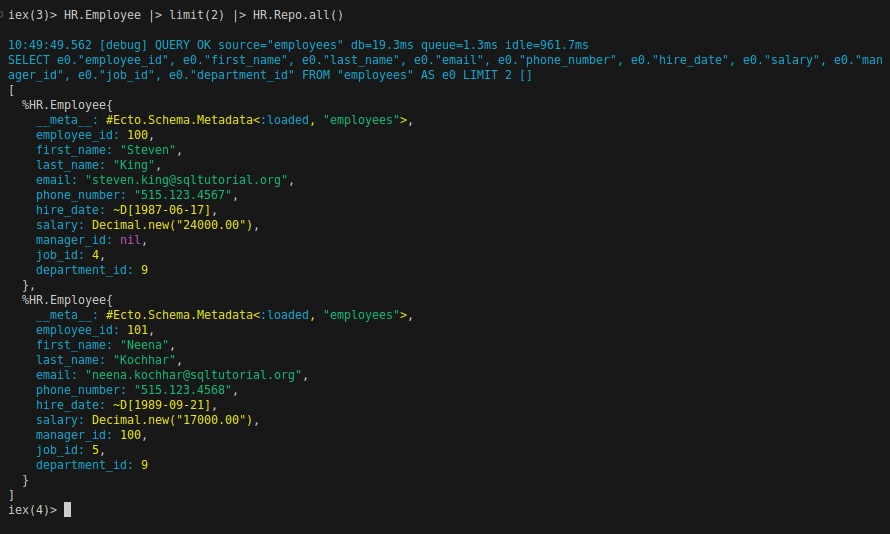 iex(3)> HR.Employee |> limit(2) |> HR.Repo.all()
10:49:49.562 [debug] QUERY OK source="employees" db=19.3ms queue=1.3ms idle=961.7ms
SELECT e0."employee_id", e0."first_name", e0."last_name", e0."email", e0."phone_number", e0."hire_date", e0."salary", e0."man
ager_id", e0."job_id", e0."department_id" FROM "employees" AS e0 LIMIT 2 []
[
  %HR.Employee{
    __meta__: #Ecto.Schema.Metadata<:loaded, "employees">,
    employee_id: 100,
    first_name: "Steven",
    last_name: "King",
    email: "steven.king@sqltutorial.org",
    phone_number: "515.123.4567",
    hire_date: ~D[1987-06-17],
    salary: Decimal.new("24000.00"),
    manager_id: nil,
    job_id: 4,
    department_id: 9
  },
  %HR.Employee{
    __meta__: #Ecto.Schema.Metadata<:loaded, "employees">,
    employee_id: 101,
    first_name: "Neena",
    last_name: "Kochhar",
    email: "neena.kochhar@sqltutorial.org",
    phone_number: "515.123.4568",
    hire_date: ~D[1989-09-21],
    salary: Decimal.new("17000.00"),
    manager_id: 100,
    job_id: 5,
    department_id: 9
  }
]
iex(4)>